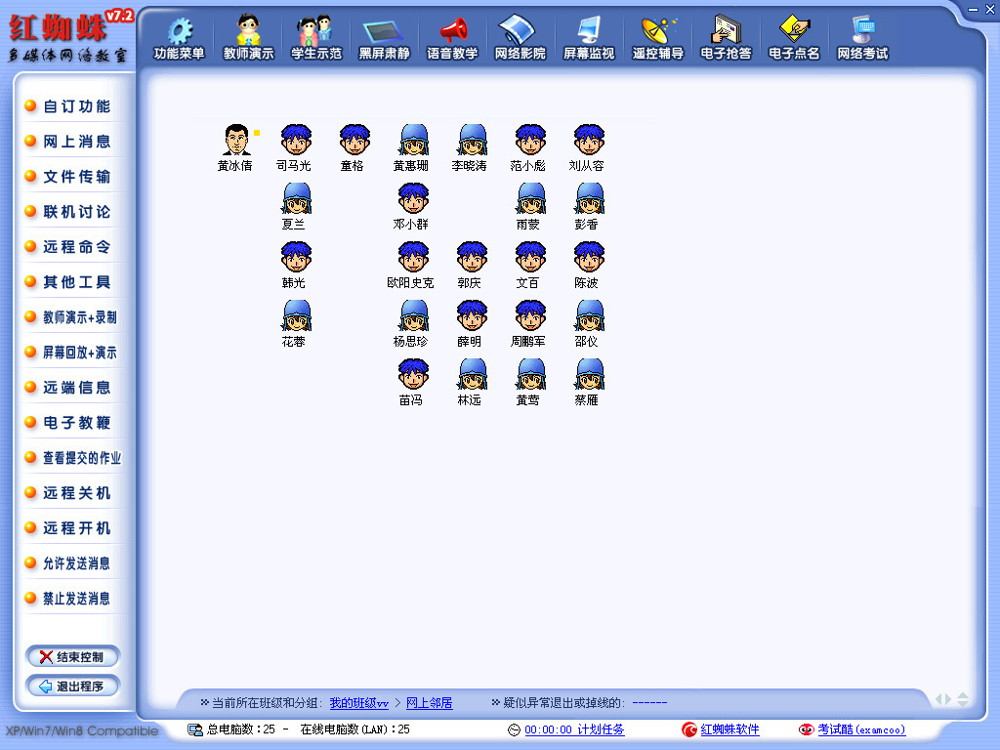 红蜘蛛 v7.2
多媒体网络教室
功能菜单 教师演示 学生示范 黑屏肃静 语音教学 网络影院 屏幕监视 遥控辅导 电子抢答 电子点名 网络考试
自订功能
网上消息
文件传输
联机讨论
远程命令
其他工具
教师演示+录制
屏幕回放+演示
远端信息
电子教鞭
查看提交的作业
远程关机
远程开机
允许发送消息
禁止发送消息
结束控制
退出程序
黄冰倩 司马光 童格 黄惠珊 李晓涛 范小彪 刘从容
夏兰 邓小群 雨蒙 彭香
韩光 欧阳史克 郭庆 文百 陈波
花蓉 杨思珍 薛明 周鹏军 邵仪
苗冯 林远 黄莺 蔡雁
» 当前所在班级和分组: 我的班级vv > 网上邻居 » 疑似异常退出或掉线的: ------
XP/Win7/Win8 Compatible
总电脑数：25 - 在线电脑数(LAN)：25 00:00:00 计划任务 红蜘蛛软件 考试酷(examcoo)